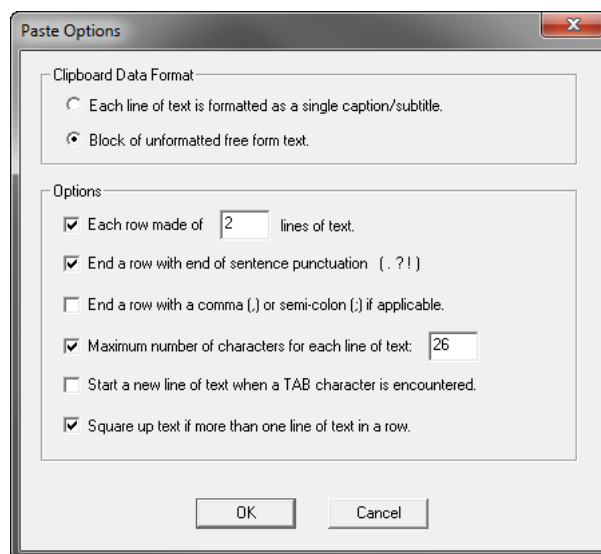 Paste Options
Clipboard Data Format
Each line of text is formatted as a single caption/subtitle.
Block of unformatted free form text.
Options
Each row made of 2 lines of text.
End a row with end of sentence punctuation ( . ? ! )
End a row with a comma (,) or semi-colon (;) if applicable.
Maximum number of characters for each line of text: 26
Start a new line of text when a TAB character is encountered.
Square up text if more than one line of text in a row.
OK Cancel